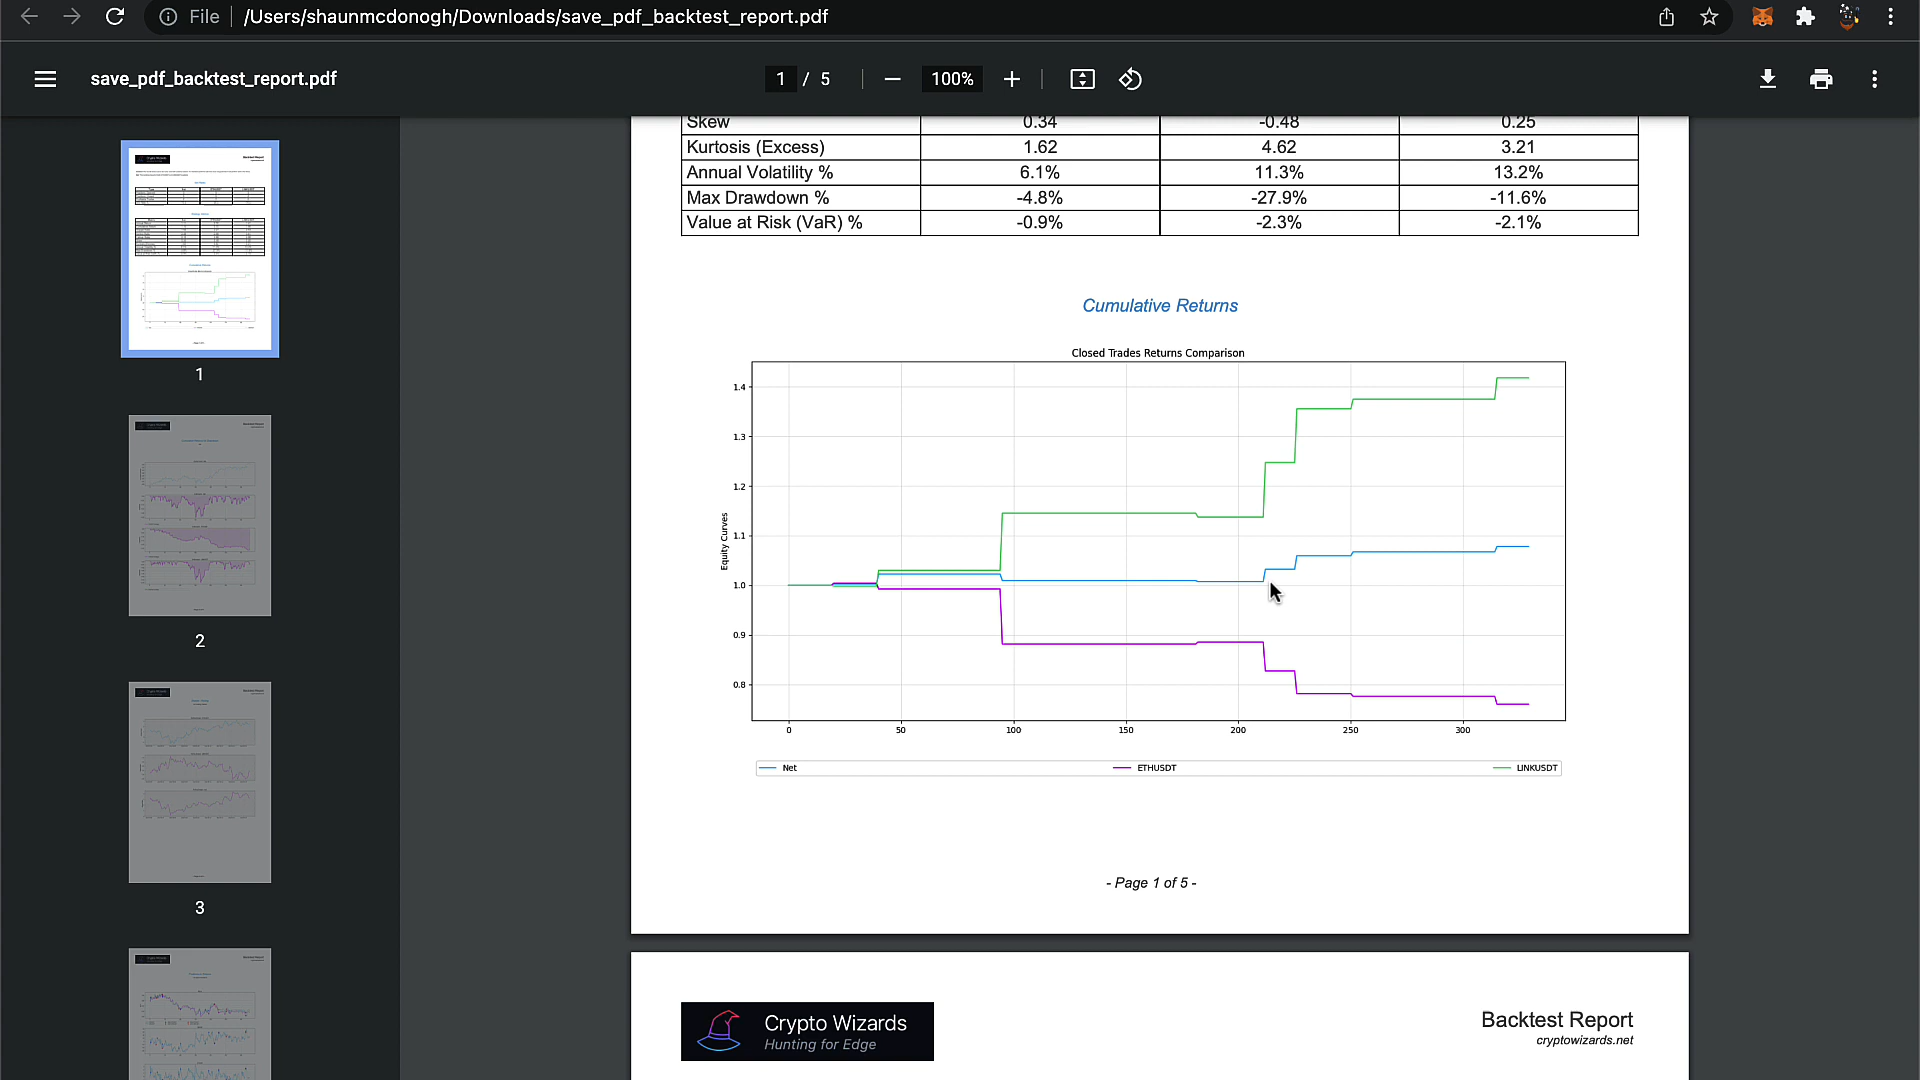 File
/Users/shaunmcdonogh/Downloads/save_pdf_backtest_report.pdf
save_pdf_backtest_report.pdf
1 / 5
100%
Skew 0.34 -0.48 0.25
Kurtosis (Excess) 1.62 4.62 3.21
Annual Volatility % 6.1% 11.3% 13.2%
Max Drawdown % -4.8% -27.9% -11.6%
Value at Risk (VaR) % -0.9% -2.3% -2.1%
Cumulative Returns
Closed Trades Returns Comparison
Equity Curves
1.4
1.3
1.2
1.1
1.0
0.9
0.8
0 50 100 150 200 250 300
Net ETHUSDT LINKUSDT
- Page 1 of 5 -
Crypto Wizards
Hunting for Edge
Backtest Report
cryptowizards.net
1
2
3